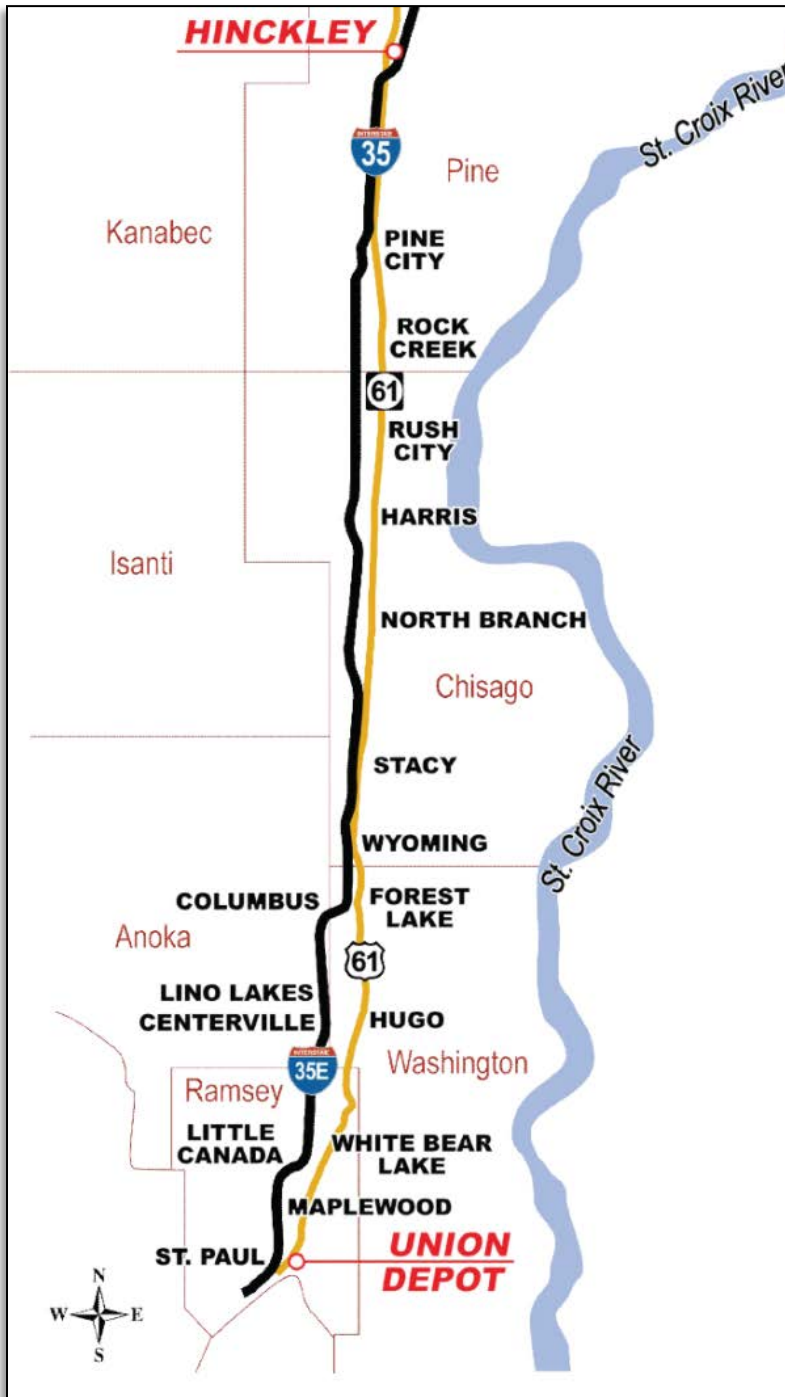 HINCKLEY
St. Croix River
INTERSTATE
35
Pine
Kanabec
PINE
CITY
ROCK
CREEK
61
RUSH
CITY
HARRIS
Isanti
NORTH BRANCH
Chisago
STACY
St. Croix River
WYOMING
COLUMBUS
FOREST
LAKE
Anoka
61
LINO LAKES
CENTERVILLE
HUGO
INTERSTATE
35E
Washington
Ramsey
LITTLE
CANADA
WHITE BEAR
LAKE
MAPLEWOOD
ST. PAUL
UNION
DEPOT
N
W E
S